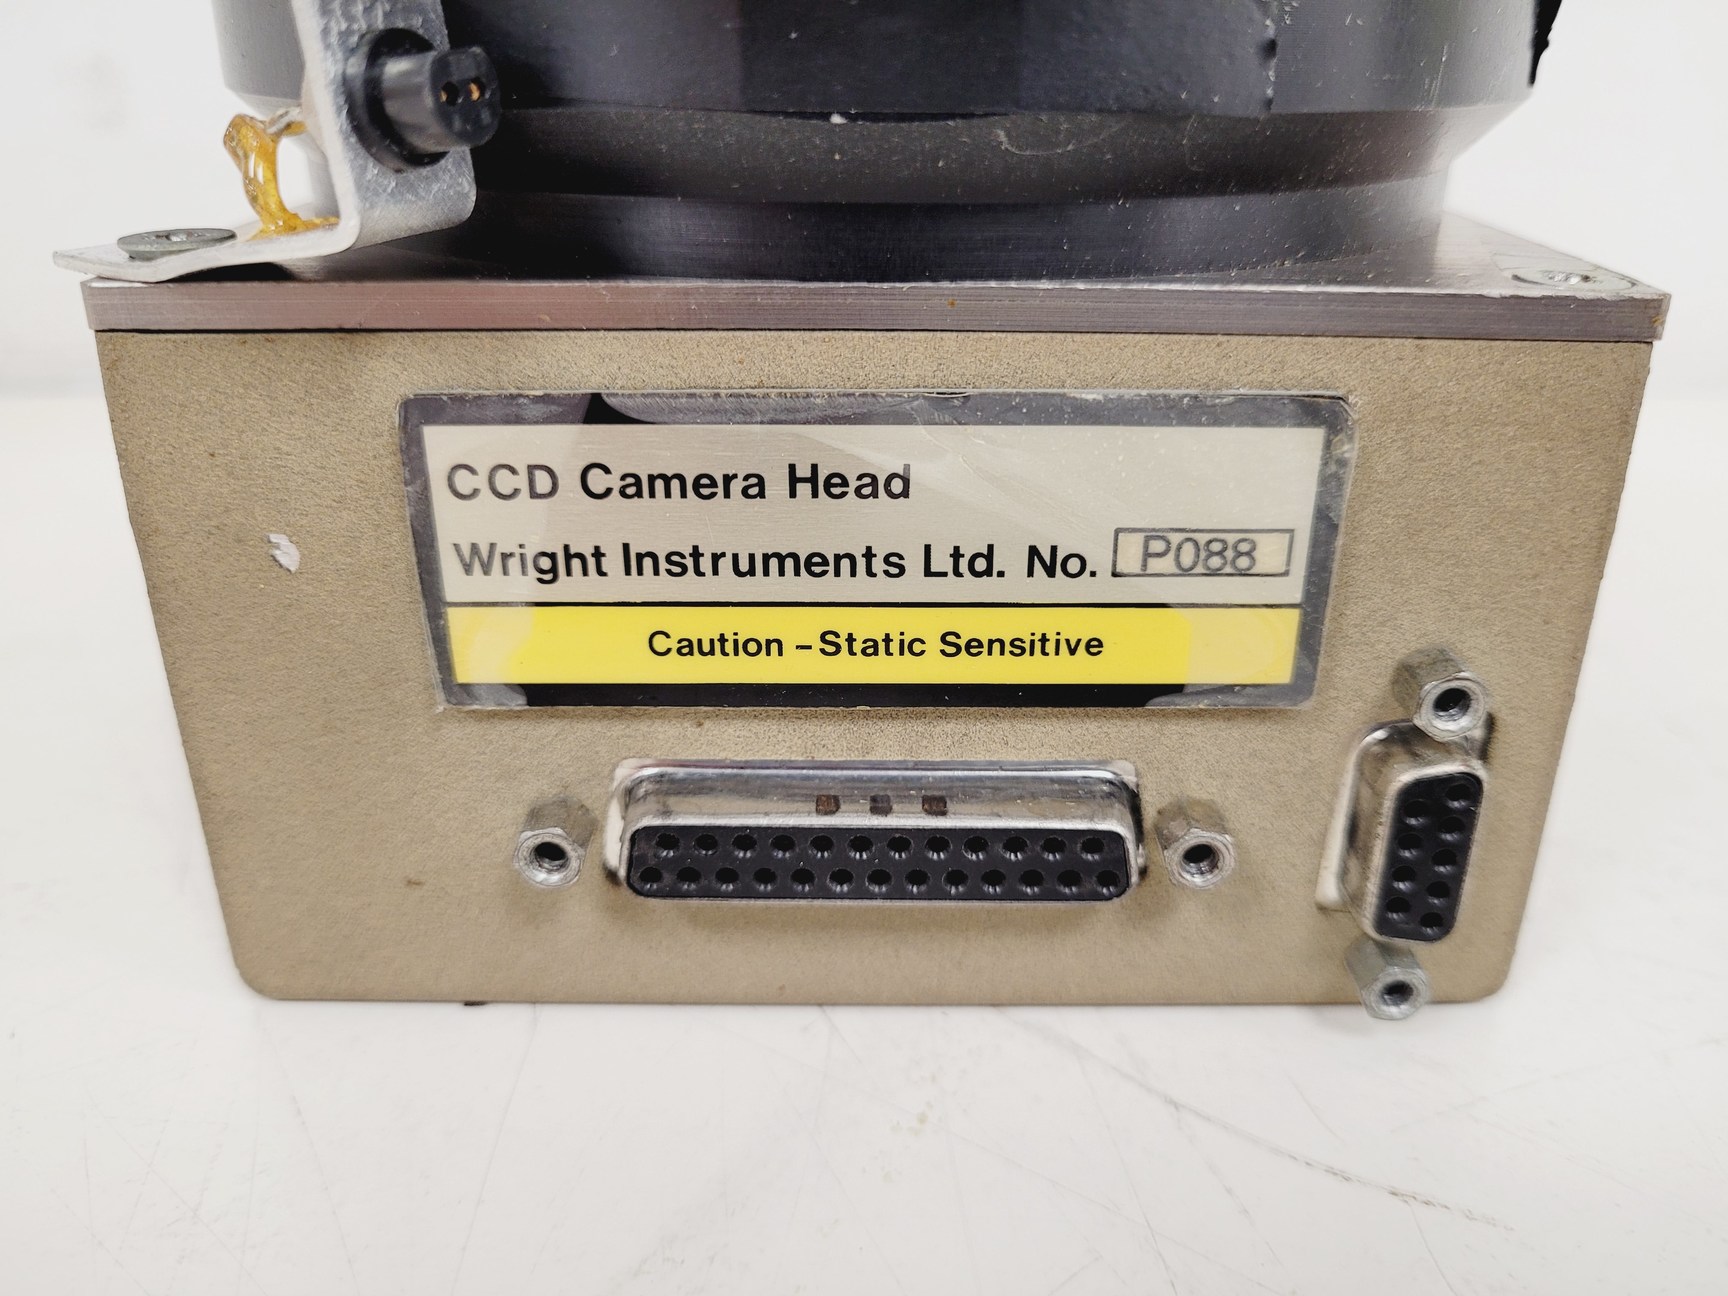 CCD Camera Head
Wright Instruments Ltd. No. P088
Caution - Static Sensitive